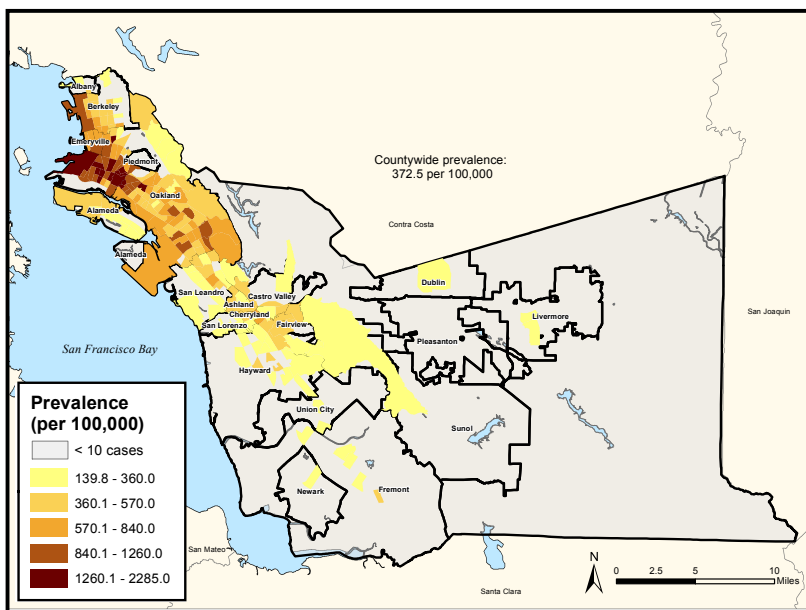 Albany
Berkeley
Emeryville
Piedmont
Countywide prevalence:
372.5 per 100,000
Oakland
Alameda
Contra Costa
Alameda
Dublin
San Leandro
Castro Valley
Ashland
Cherryland
San Lorenzo
Fairview
Livermore
San Joaquin
Pleasanton
San Francisco Bay
Hayward
Union City
Sunol
Newark
Fremont
San Mateo
Santa Clara
Prevalence
(per 100,000)
< 10 cases
139.8 - 360.0
360.1 - 570.0
570.1 - 840.0
840.1 - 1260.0
1260.1 - 2285.0
N
0 2.5 5 10
Miles